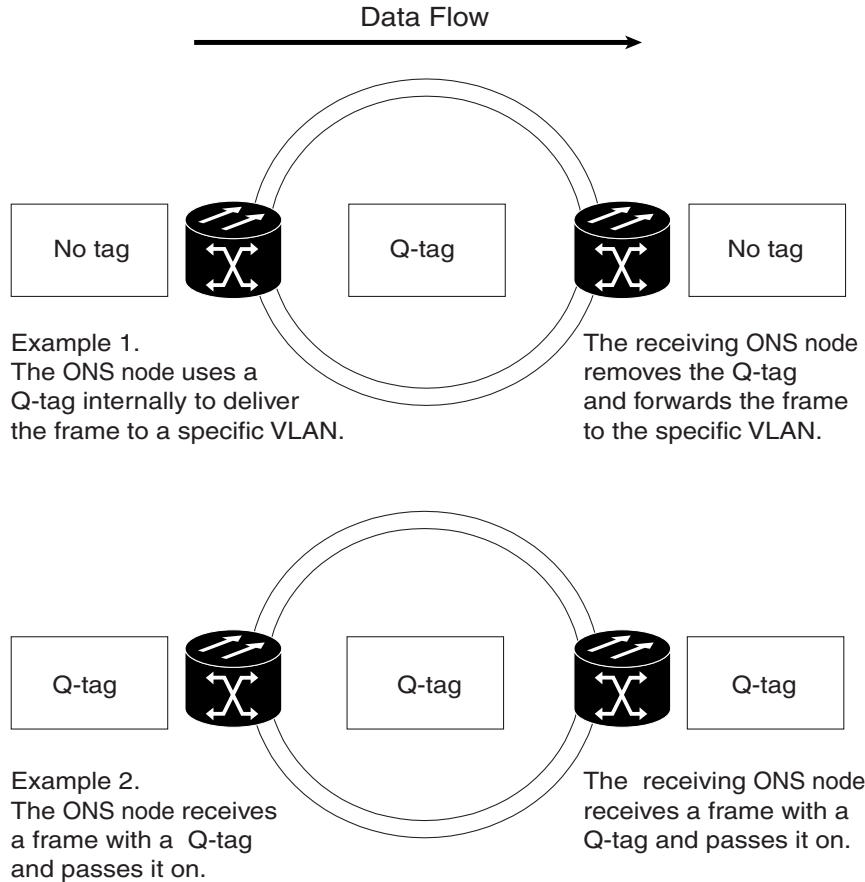 Data Flow
No tag
Q-tag
No tag
Example 1.
The ONS node uses a
Q-tag internally to deliver
the frame to a specific VLAN.
The receiving ONS node
removes the Q-tag
and forwards the frame
to the specific VLAN.
Q-tag
Q-tag
Q-tag
Example 2.
The ONS node receives
a frame with a Q-tag
and passes it on.
The receiving ONS node
receives a frame with a
Q-tag and passes it on.